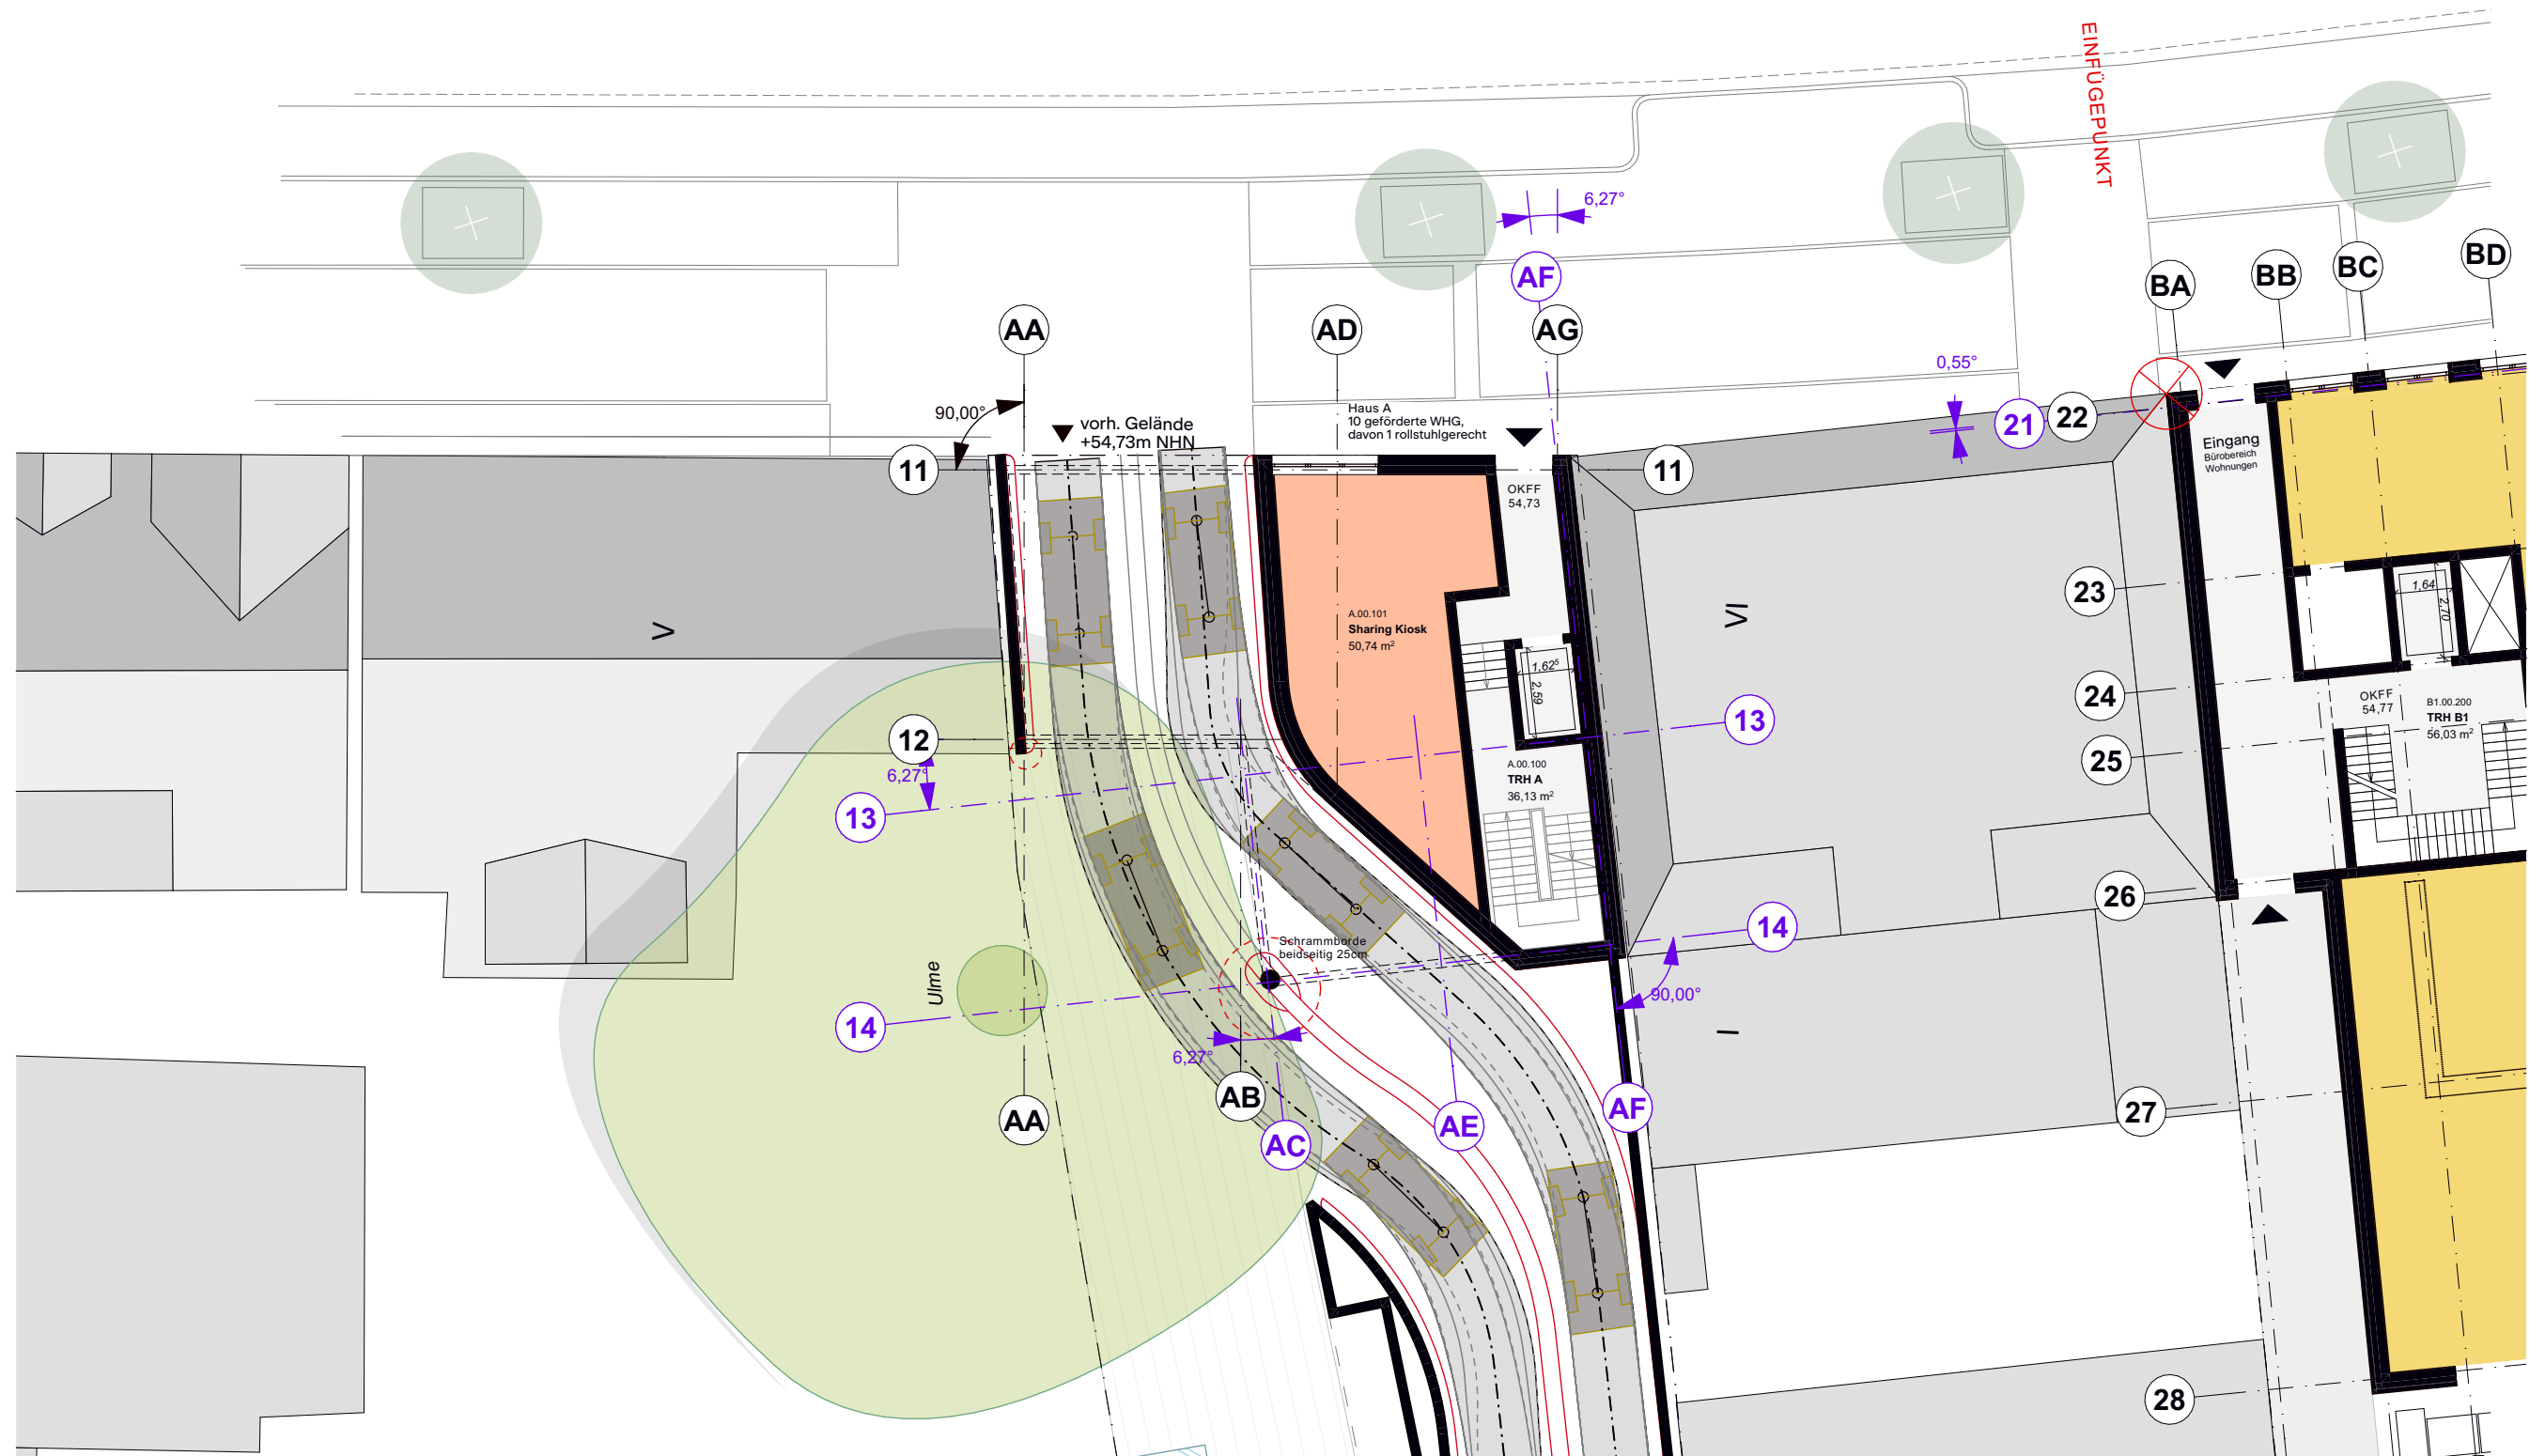 EINFÜGEPUNKT
6,27°
AF
BA
BB
BC
BD
AA
AD
AG
0,55°
90,00°
vorh. Gelände
+54,73m NHN
Haus A
10 geförderte WHG,
davon 1 rollstuhlgerecht
21
22
Eingang
Bürobereich
Wohnungen
11
11
OKFF
54,73
23
1,64
2,70
A.00.101
Sharing Kiosk
50,74 m²
V
VI
1,62⁵
2,59
24
OKFF
54,77
B1.00.200
TRH B1
56,03 m²
13
12
6,27°
25
A.00.100
TRH A
36,13 m²
13
26
14
Schrammborde
beidseitig 25cm
Ulme
90,00°
14
I
6,27°
AB
AA
AC
AE
AF
27
28